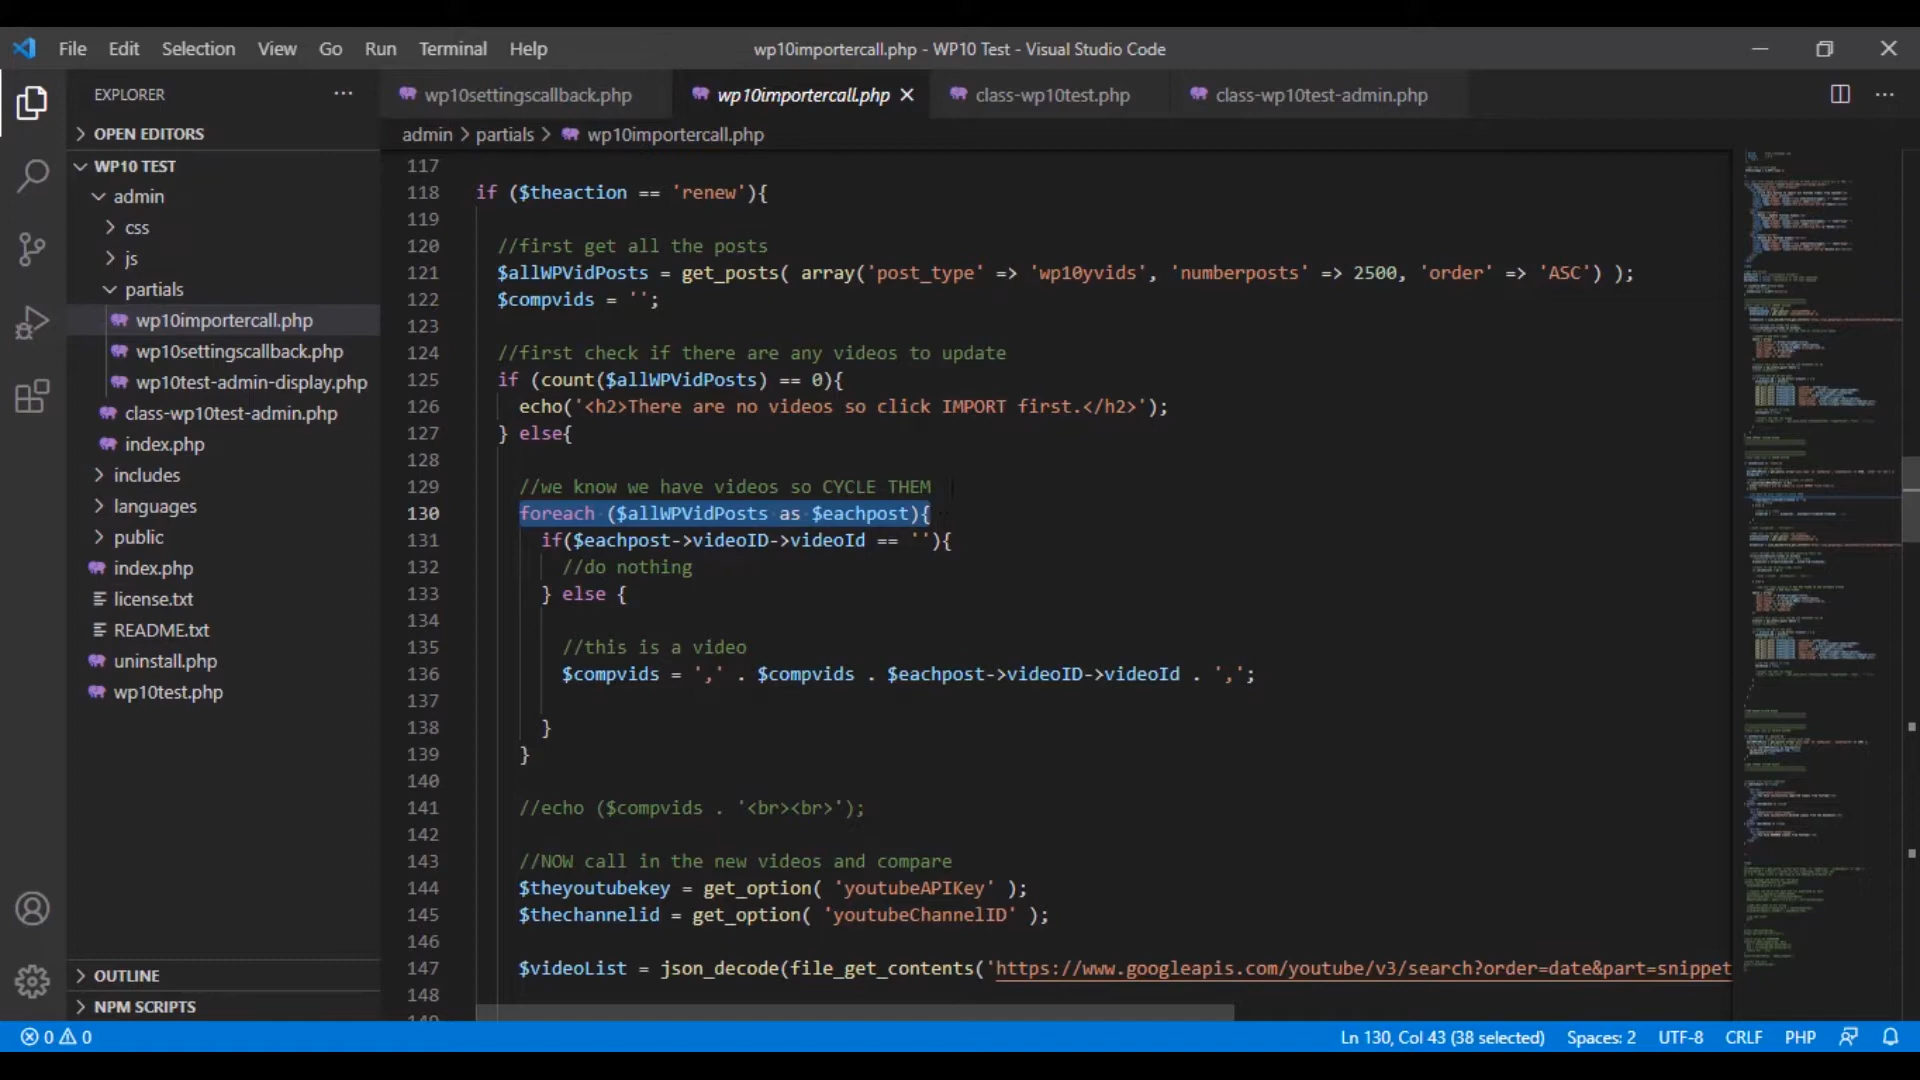 File Edit Selection View Go Run Terminal Help
wp10importercall.php - WP10 Test - Visual Studio Code
EXPLORER
OPEN EDITORS
WP10 TEST
admin
css
js
partials
wp10importercall.php
wp10settingscallback.php
wp10test-admin-display.php
class-wp10test-admin.php
index.php
includes
languages
public
index.php
license.txt
README.txt
uninstall.php
wp10test.php
OUTLINE
NPM SCRIPTS
wp10settingscallback.php wp10importercall.php class-wp10test.php class-wp10test-admin.php
admin > partials > wp10importercall.php
117
118 if ($theaction == 'renew'){
119
120 //first get all the posts
121 $allWPVidPosts = get_posts( array('post_type' => 'wp10yvids', 'numberposts' => 2500, 'order' => 'ASC') );
122 $compvids = '';
123
124 //first check if there are any videos to update
125 if (count($allWPVidPosts) == 0){
126 echo('<h2>There are no videos so click IMPORT first.</h2>');
127 } else{
128
129 //we know we have videos so CYCLE THEM
130 foreach ($allWPVidPosts as $eachpost){
131 if($eachpost->videoID->videoId == ''){
132 //do nothing
133 } else {
134
135 //this is a video
136 $compvids = ',' . $compvids . $eachpost->videoID->videoId . ',';
137
138 }
139 }
140
141 //echo ($compvids . '<br><br>');
142
143 //NOW call in the new videos and compare
144 $theyoutubekey = get_option( 'youtubeAPIKey' );
145 $thechannelid = get_option( 'youtubeChannelID' );
146
147 $videoList = json_decode(file_get_contents('https://www.googleapis.com/youtube/v3/search?order=date&part=snippet
148
0 0
Ln 130, Col 43 (38 selected) Spaces: 2 UTF-8 CRLF PHP